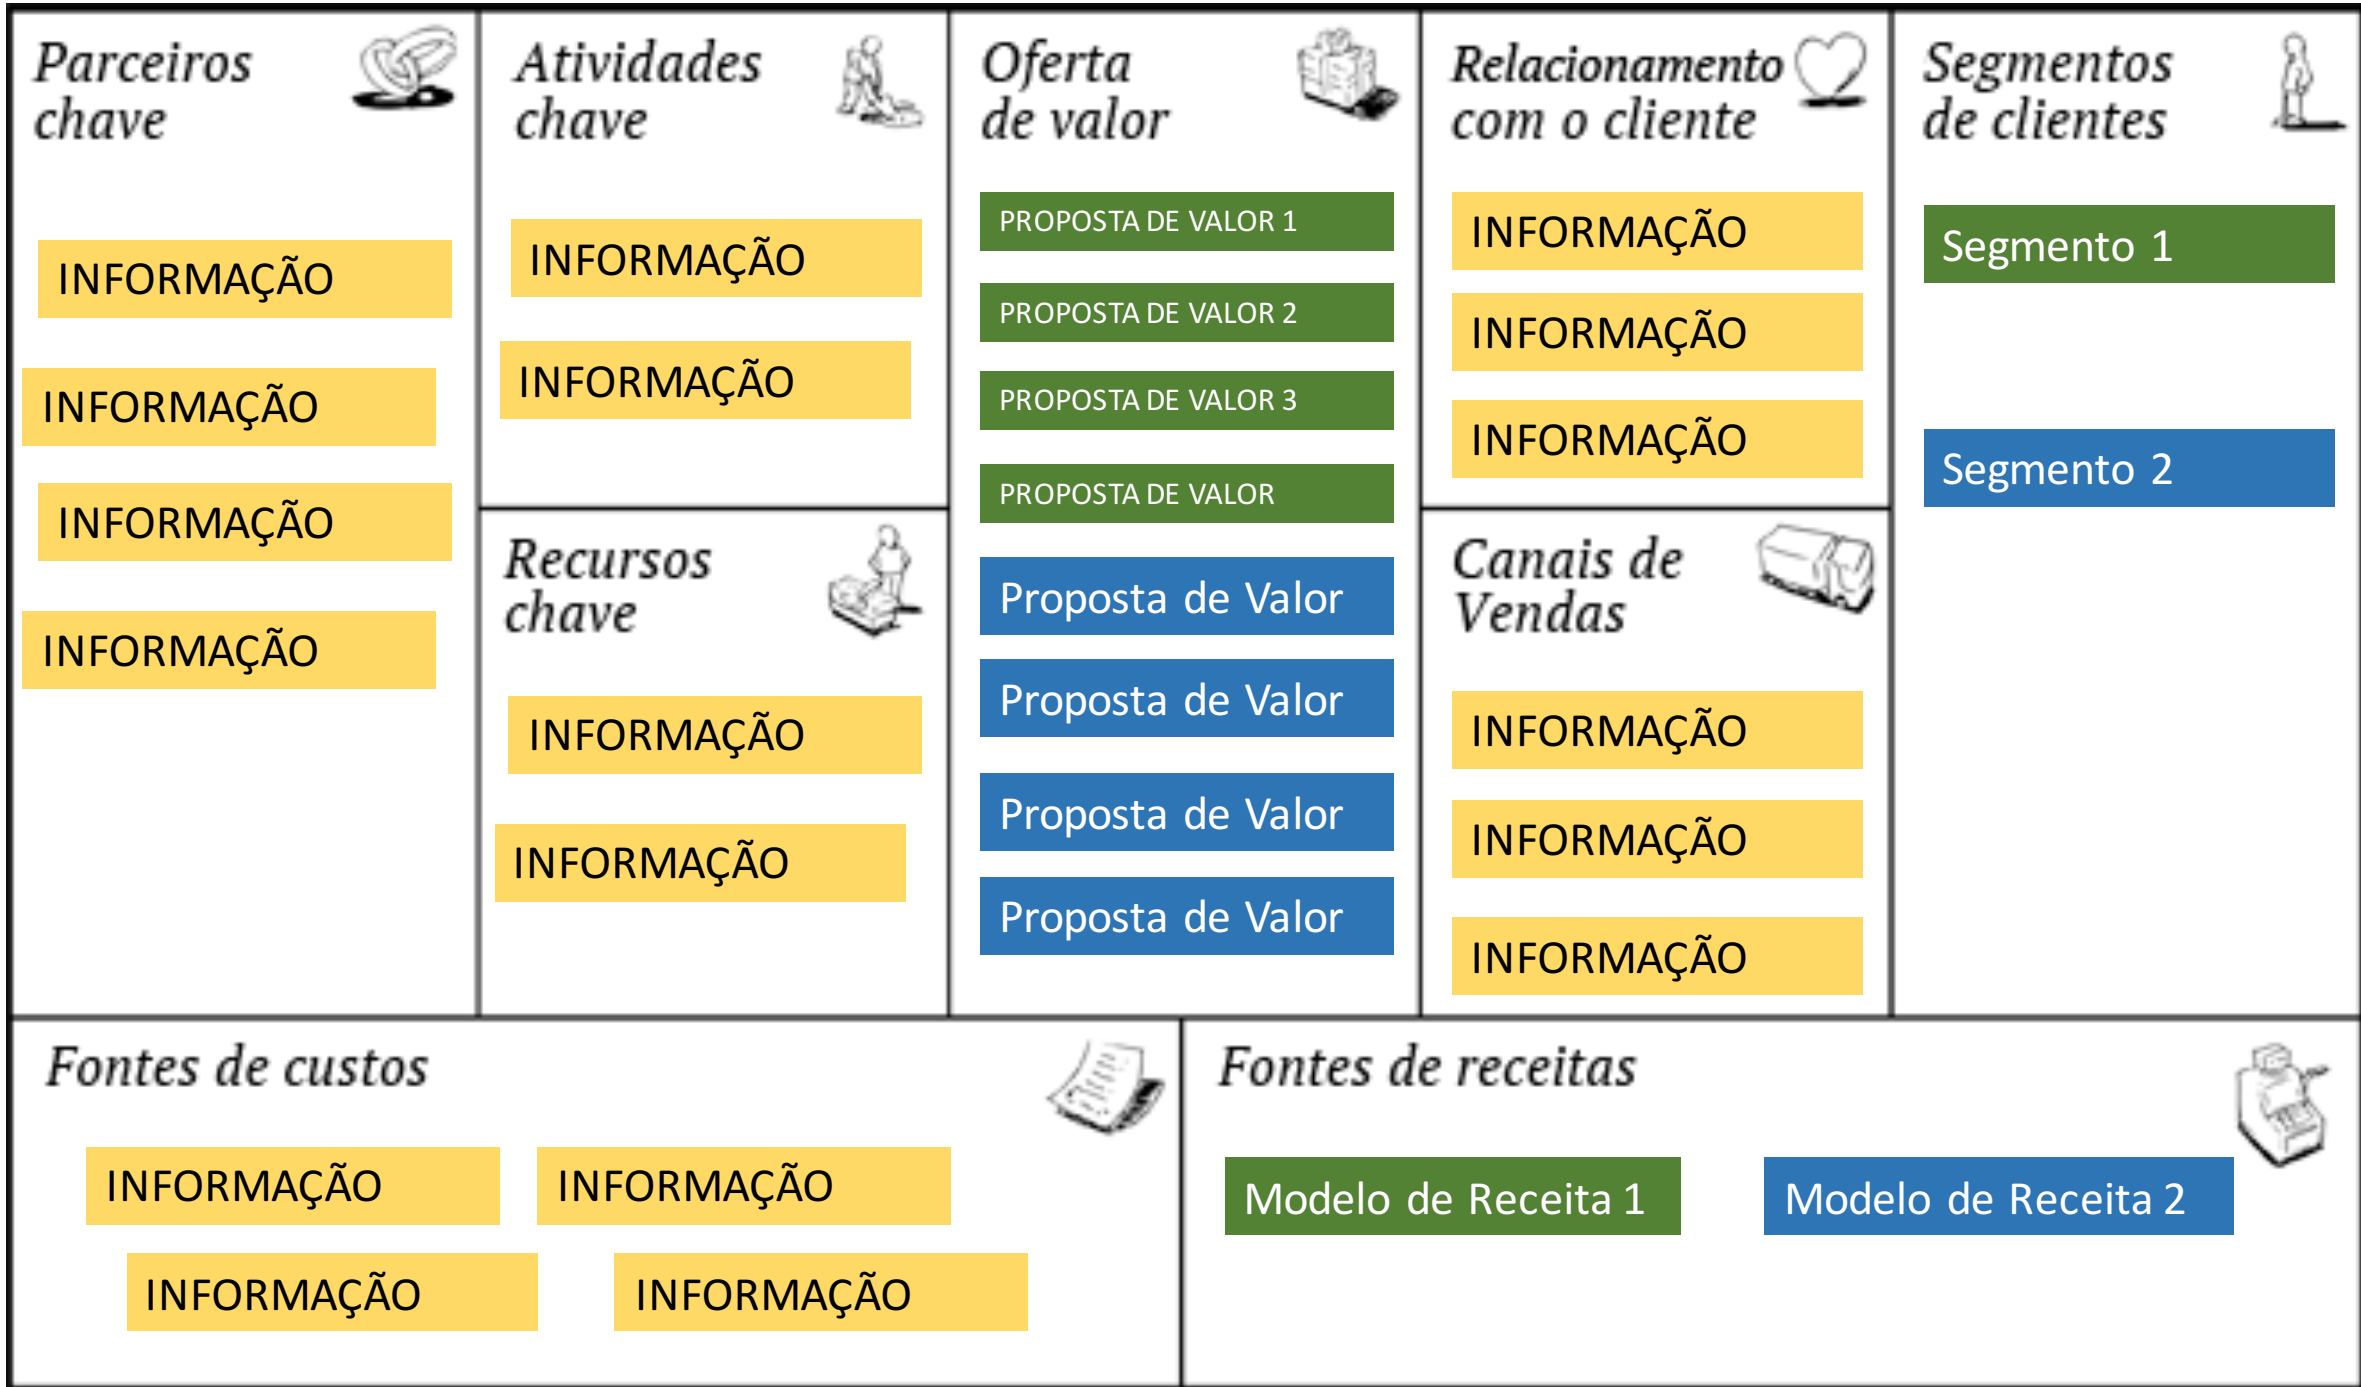 Parceiros
chave
INFORMAÇÃO
INFORMAÇÃO
INFORMAÇÃO
INFORMAÇÃO
Atividades
chave
INFORMAÇÃO
INFORMAÇÃO
Recursos
chave
INFORMAÇÃO
INFORMAÇÃO
Oferta
de valor
PROPOSTA DE VALOR 1
PROPOSTA DE VALOR 2
PROPOSTA DE VALOR 3
PROPOSTA DE VALOR
Proposta de Valor
Proposta de Valor
Proposta de Valor
Proposta de Valor
Relacionamento
com o cliente
INFORMAÇÃO
INFORMAÇÃO
INFORMAÇÃO
Canais de
Vendas
INFORMAÇÃO
INFORMAÇÃO
INFORMAÇÃO
Segmentos
de clientes
Segmento 1
Segmento 2
Fontes de custos
INFORMAÇÃO
INFORMAÇÃO
INFORMAÇÃO
INFORMAÇÃO
Fontes de receitas
Modelo de Receita 1
Modelo de Receita 2